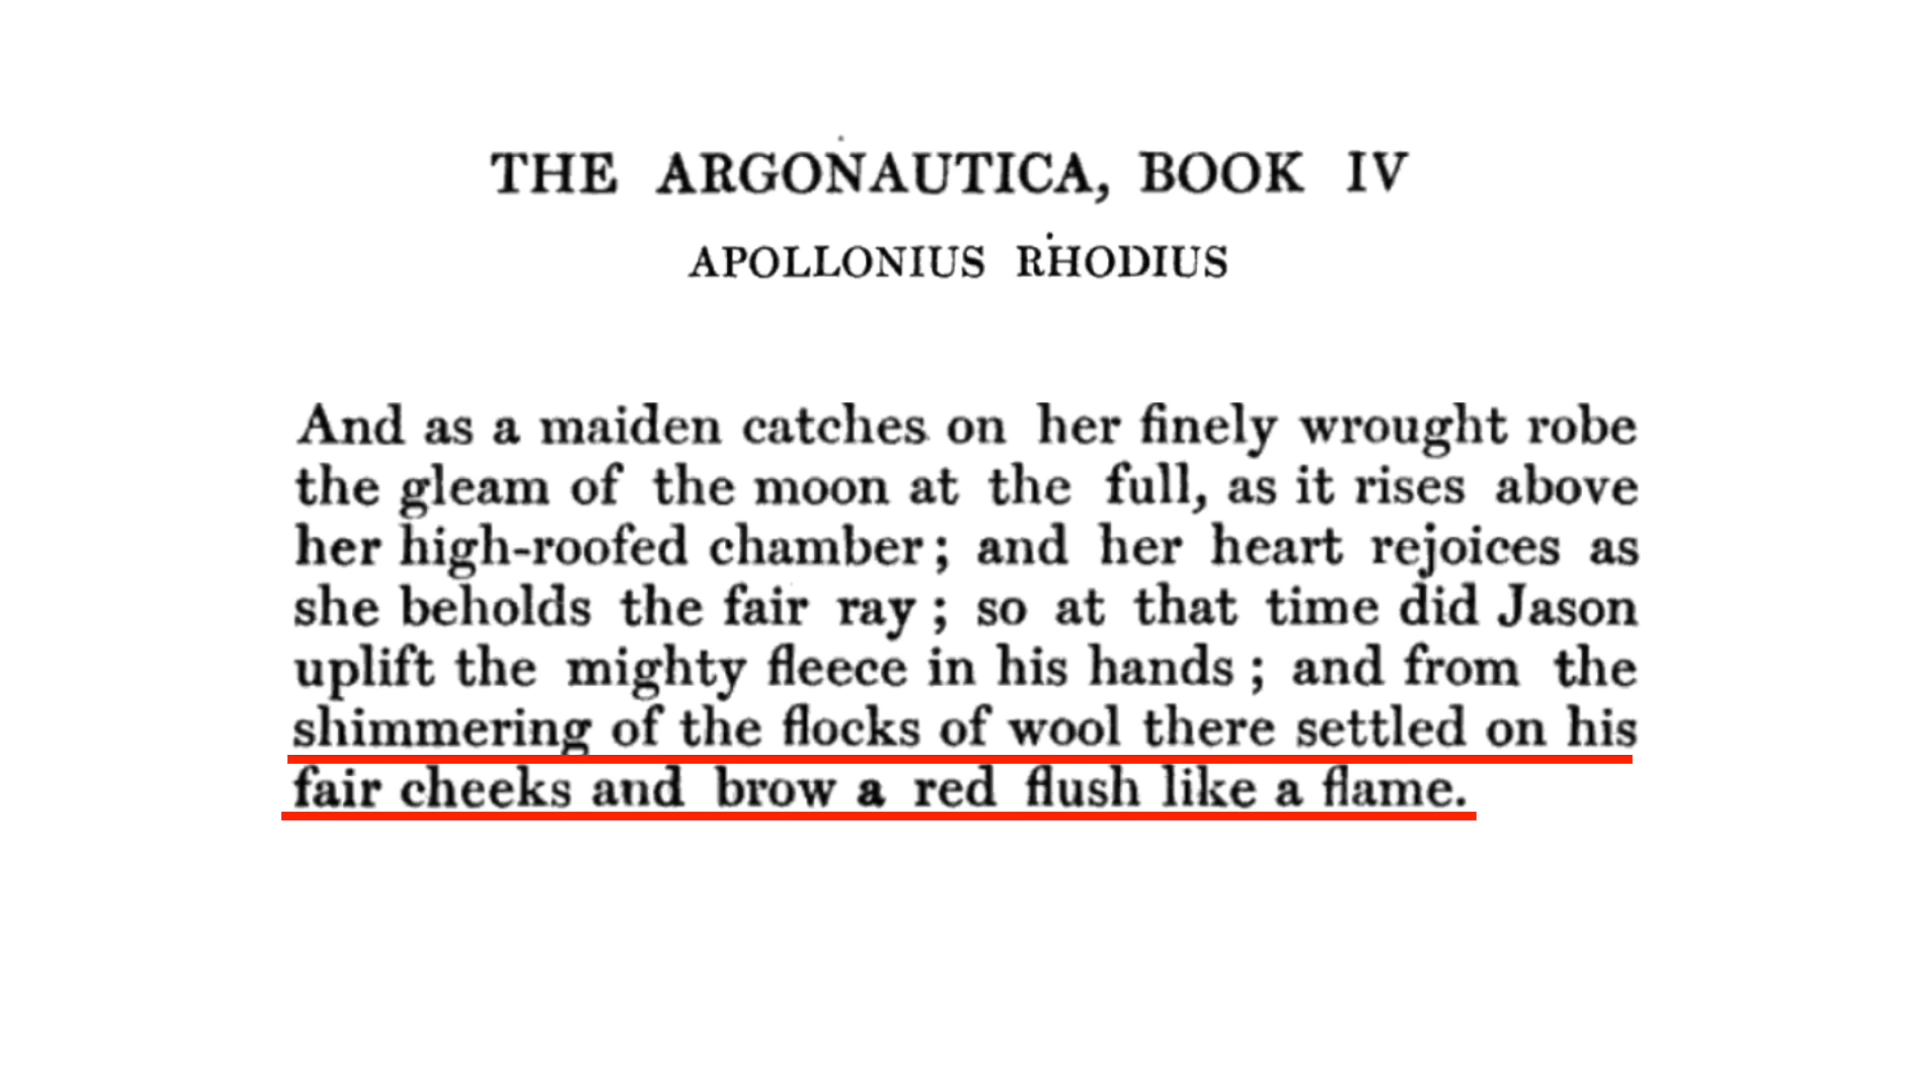 THE ARGONAUTICA, BOOK IV
APOLLONIUS RHODIUS
And as a maiden catches on her finely wrought robe
the gleam of the moon at the full, as it rises above
her high-roofed chamber; and her heart rejoices as
she beholds the fair ray; so at that time did Jason
uplift the mighty fleece in his hands; and from the
shimmering of the flocks of wool there settled on his
fair cheeks and brow a red flush like a flame.